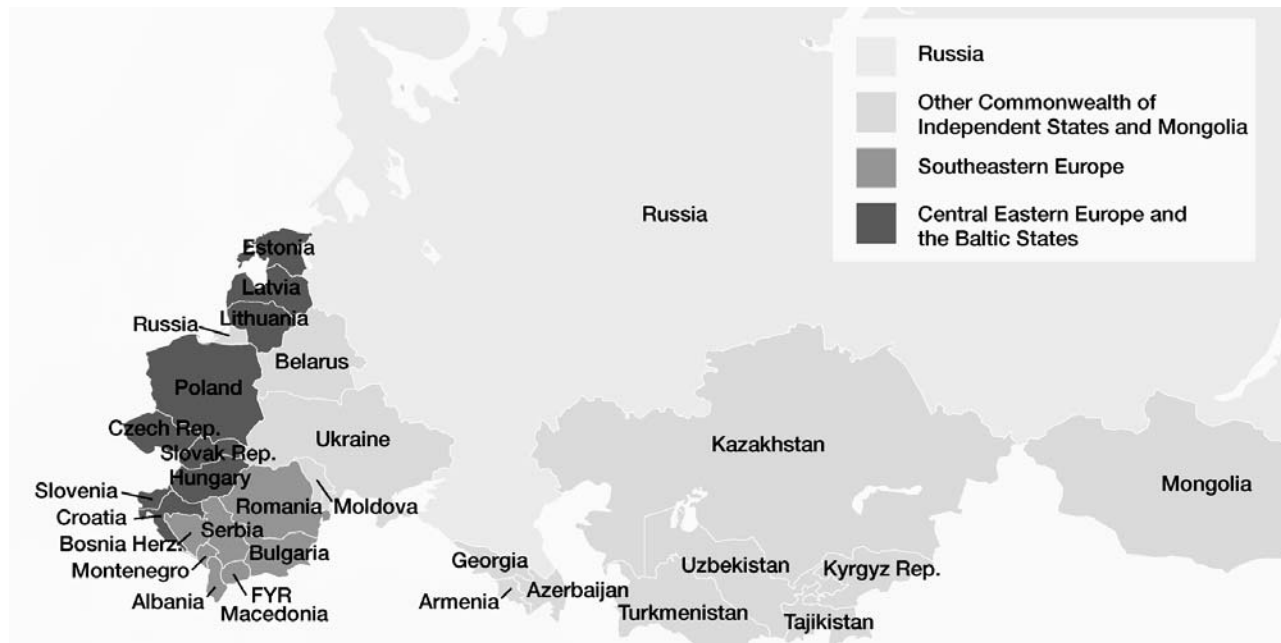 Russia
Other Commonwealth of
Independent States and Mongolia
Southeastern Europe
Central Eastern Europe and
the Baltic States
Russia
Estonia
Latvia
Lithuania
Russia
Belarus
Poland
Czech Rep.
Slovak Rep.
Ukraine
Kazakhstan
Hungary
Mongolia
Slovenia
Romania
Moldova
Croatia
Serbia
Bosnia Herz.
Bulgaria
Georgia
Uzbekistan
Kyrgyz Rep.
Montenegro
Albania
FYR
Macedonia
Armenia
Azerbaijan
Turkmenistan
Tajikistan